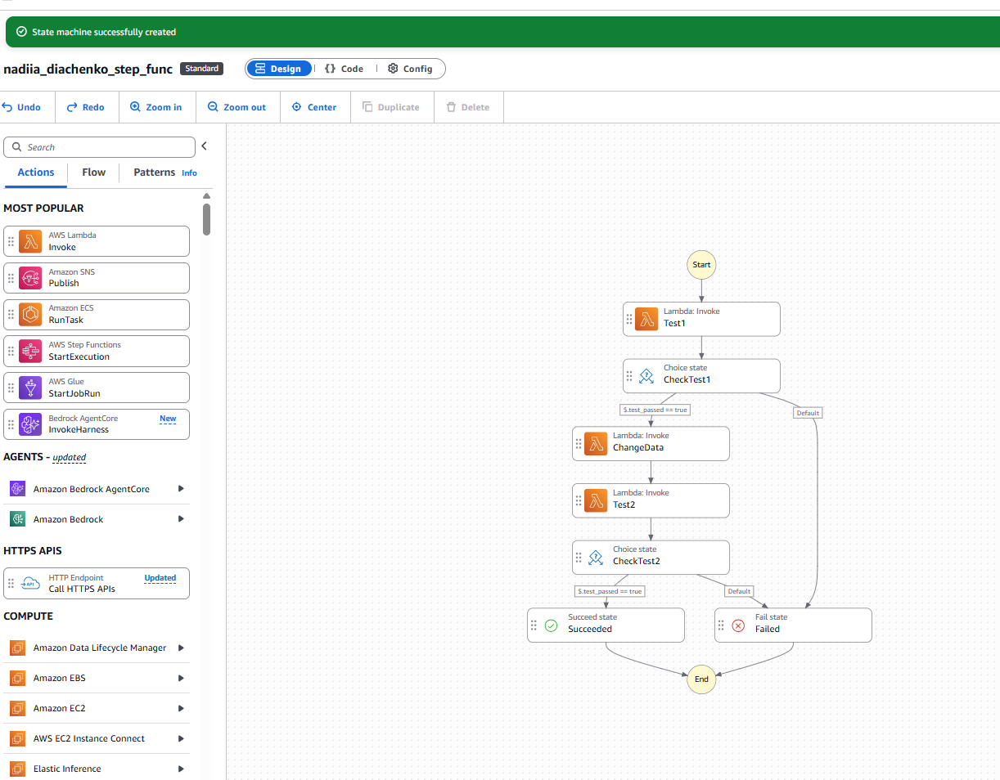 State machine successfully created
nadiia_diachenko_step_func Standard Design {} Code Config
Undo Redo Zoom in Zoom out Center Duplicate Delete
Search
Actions Flow Patterns Info
MOST POPULAR
AWS Lambda
Invoke
Amazon SNS
Publish
Amazon ECS
RunTask
AWS Step Functions
StartExecution
AWS Glue
StartJobRun
Bedrock AgentCore New
InvokeHarness
AGENTS - updated
Amazon Bedrock AgentCore
Amazon Bedrock
HTTPS APIS
API
HTTP Endpoint Updated
Call HTTPS APIs
COMPUTE
Amazon Data Lifecycle Manager
Amazon EBS
Amazon EC2
AWS EC2 Instance Connect
Elastic Inference
Start
Lambda: Invoke
Test1
Choice state
CheckTest1
$.test_passed == true Default
Lambda: Invoke
ChangeData
Lambda: Invoke
Test2
Choice state
CheckTest2
$.test_passed == true Default
Succeed state
Succeeded
Fail state
Failed
End